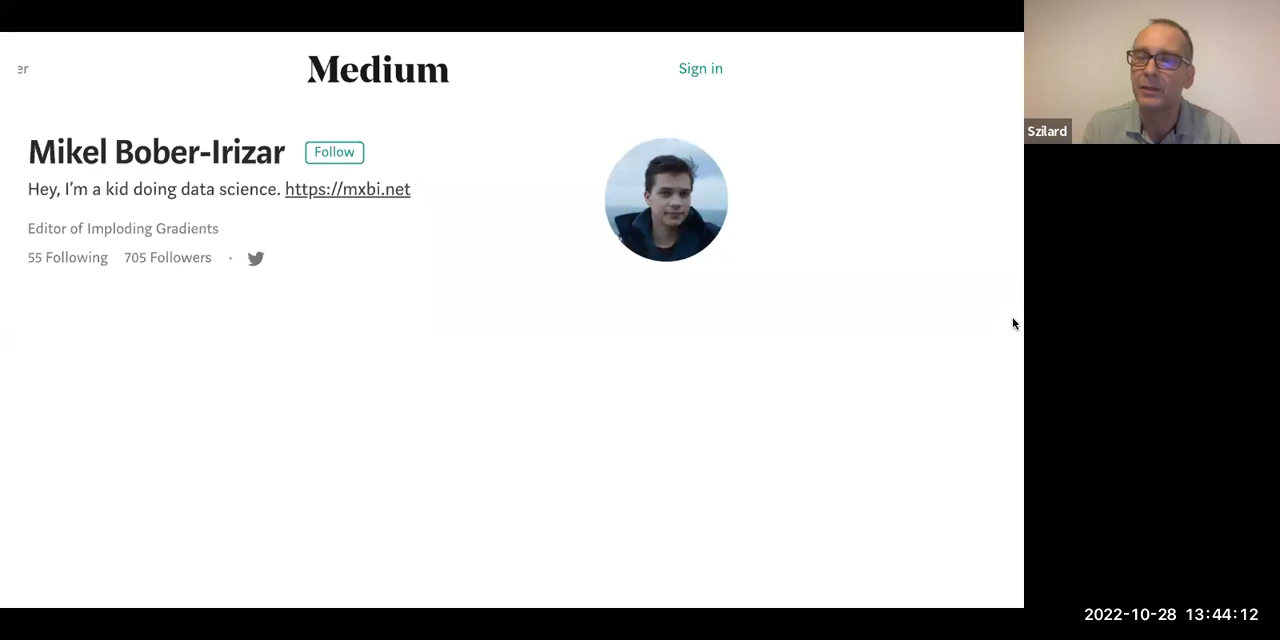 er
Medium
Sign in
Mikel Bober-Irizar
Follow
Hey, I'm a kid doing data science. https://mxbi.net
Editor of Imploding Gradients
55 Following 705 Followers ·
Szilard
2022-10-28 13:44:12